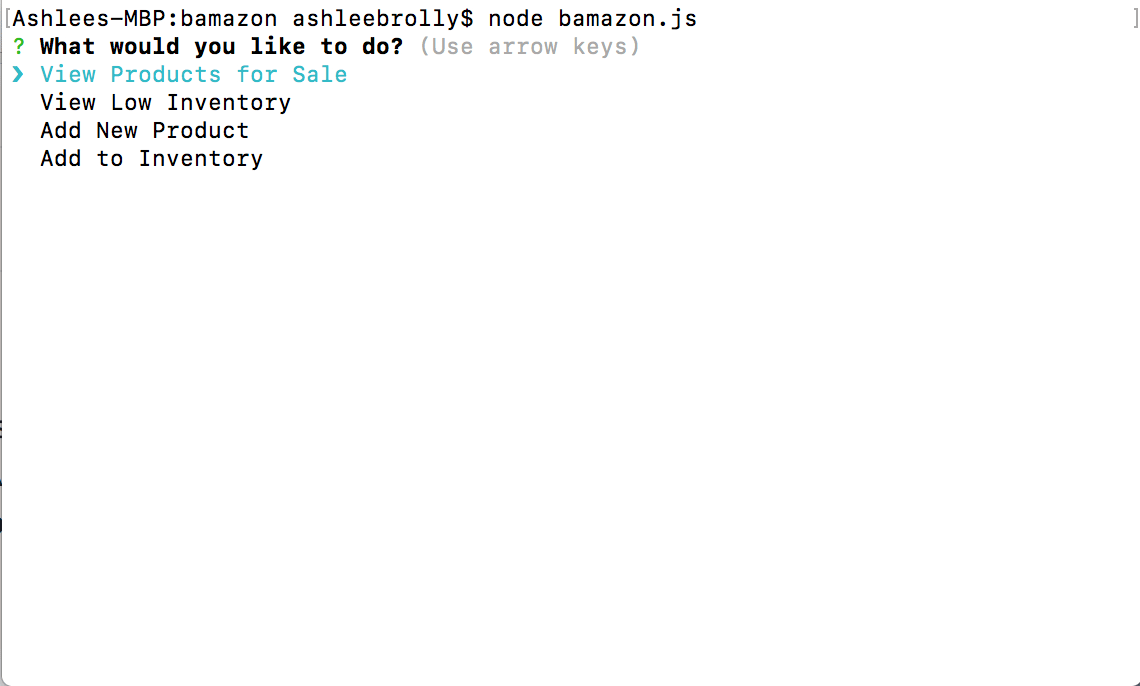 [Ashlees-MBP:bamazon ashleebrolly$ node bamazon.js ]
? What would you like to do? (Use arrow keys)
❯ View Products for Sale
View Low Inventory
Add New Product
Add to Inventory